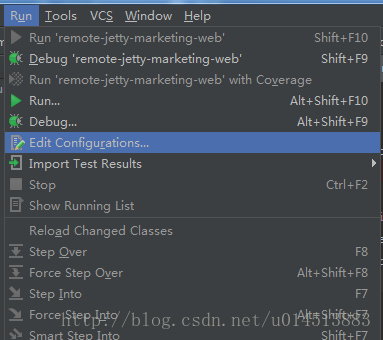 Run Tools VCS Window Help
Run 'remote-jetty-marketing-web' Shift+F10
Debug 'remote-jetty-marketing-web' Shift+F9
Run 'remote-jetty-marketing-web' with Coverage
Run... Alt+Shift+F10
Debug... Alt+Shift+F9
Edit Configurations...
Import Test Results
Stop Ctrl+F2
Show Running List
Reload Changed Classes
Step Over F8
Force Step Over Alt+Shift+F8
Step Into F7
Force Step Into Alt+Shift+F7
http://blog.csdn.net/u014513883
Smart Step Into Shift+F7